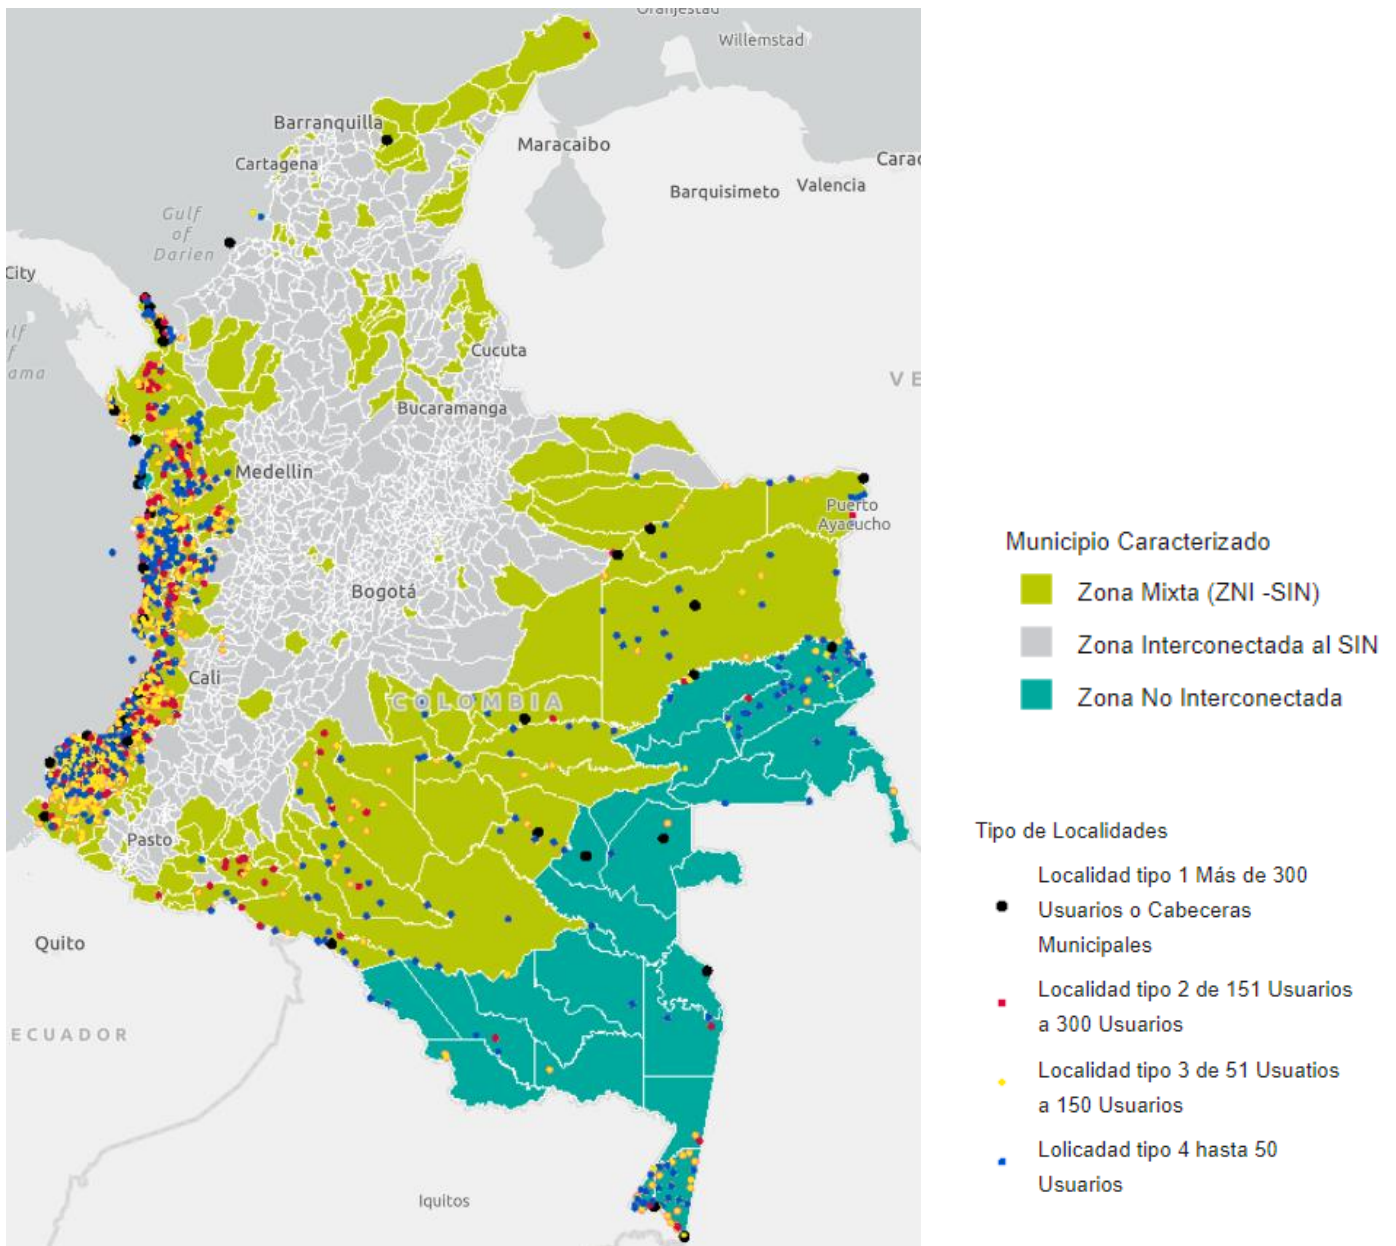 Oranjestad
Willemstad
Barranquilla
Maracaibo
Cartagena
Barquisimeto
Valencia
Gulf
of
Darien
City
Cucuta
Bucaramanga
Medellin
Puerto
Ayacucho
Bogotá
Cali
COLOMBIA
Pasto
Quito
ECUADOR
Iquitos
Municipio Caracterizado
Zona Mixta (ZNI -SIN)
Zona Interconectada al SIN
Zona No Interconectada
Tipo de Localidades
Localidad tipo 1 Más de 300
Usuarios o Cabeceras
Municipales
Localidad tipo 2 de 151 Usuarios
a 300 Usuarios
Localidad tipo 3 de 51 Usuatios
a 150 Usuarios
Lolicadad tipo 4 hasta 50
Usuarios